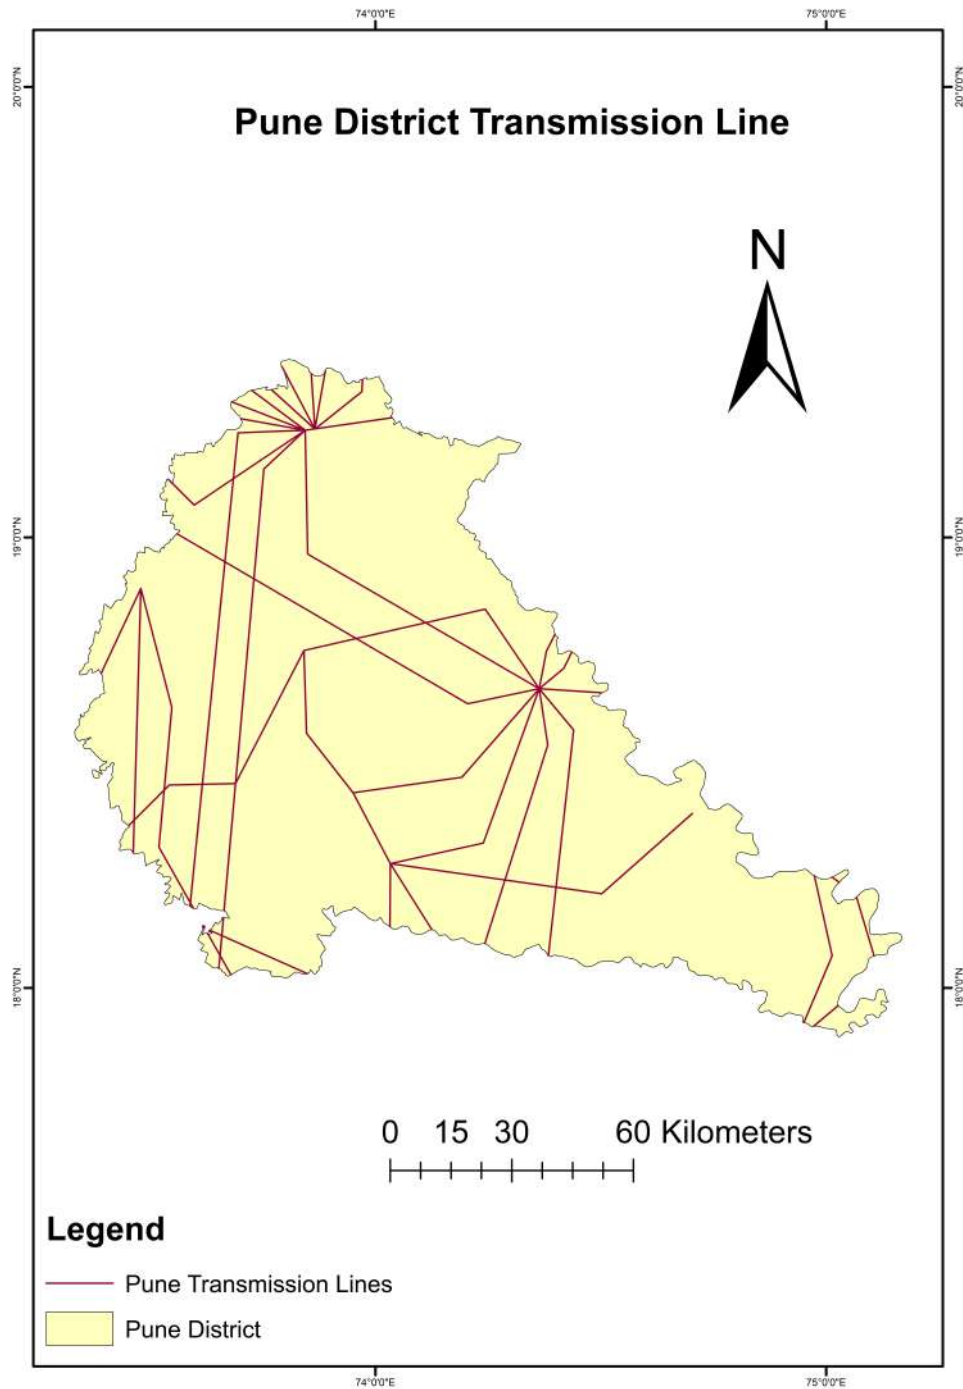 74°0'0"E 75°0'0"E
20°0'0"N 20°0'0"N
Pune District Transmission Line
N
19°0'0"N 19°0'0"N
18°0'0"N 18°0'0"N
0 15 30 60 Kilometers
Legend
Pune Transmission Lines
Pune District
74°0'0"E 75°0'0"E